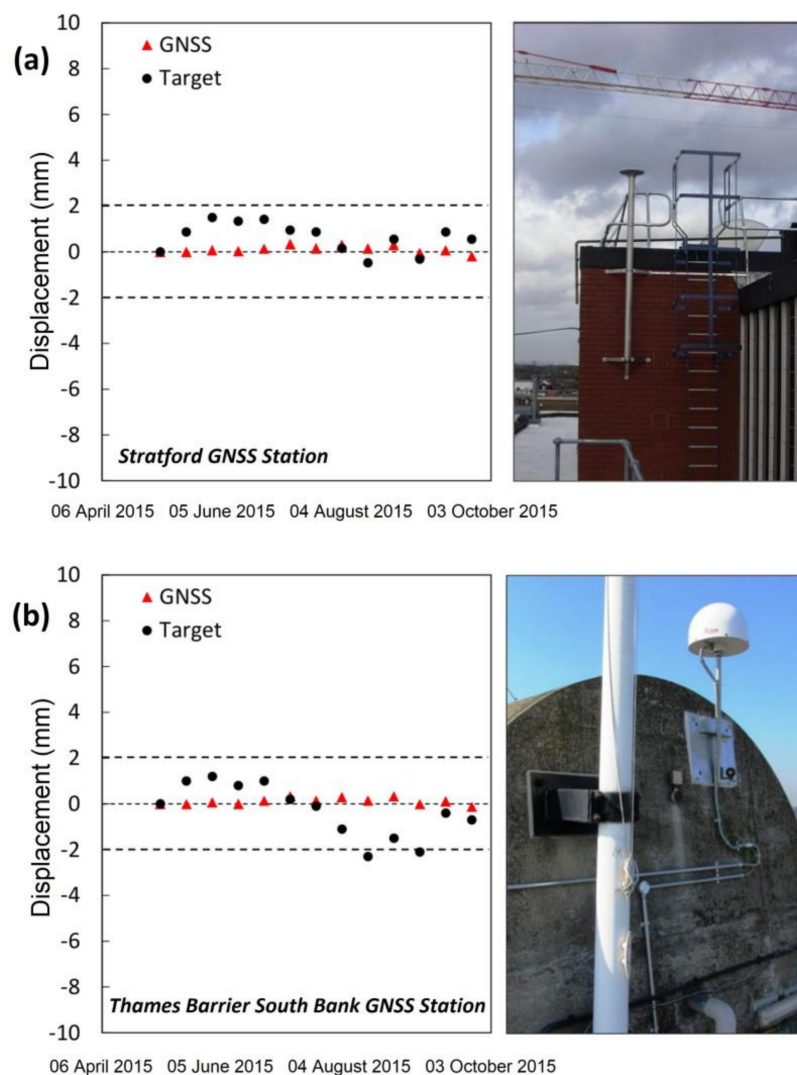 (a)
10
8
6
4
2
0
-2
-4
-6
-8
-10
Displacement (mm)
GNSS
Target
Stratford GNSS Station
06 April 2015 05 June 2015 04 August 2015 03 October 2015
(b)
10
8
6
4
2
0
-2
-4
-6
-8
-10
Displacement (mm)
GNSS
Target
Thames Barrier South Bank GNSS Station
06 April 2015 05 June 2015 04 August 2015 03 October 2015
L9